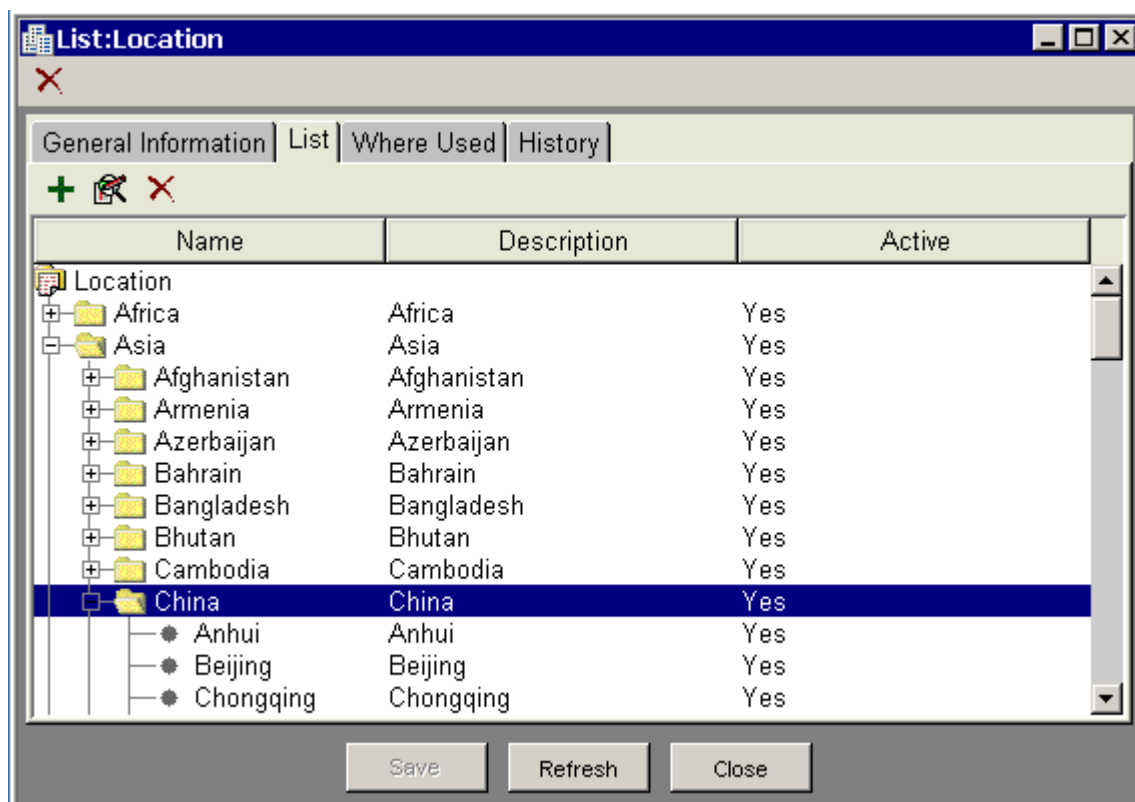 List:Location
General Information List Where Used History
Name Description Active
Location
Africa Africa Yes
Asia Asia Yes
Afghanistan Afghanistan Yes
Armenia Armenia Yes
Azerbaijan Azerbaijan Yes
Bahrain Bahrain Yes
Bangladesh Bangladesh Yes
Bhutan Bhutan Yes
Cambodia Cambodia Yes
China China Yes
Anhui Anhui Yes
Beijing Beijing Yes
Chongqing Chongqing Yes
Save Refresh Close